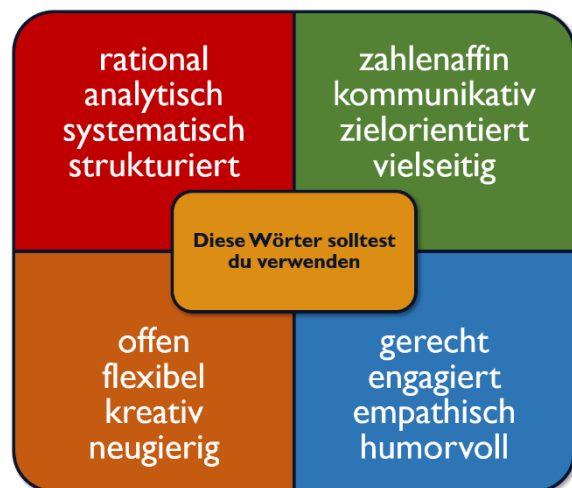 rational
analytisch
systematisch
strukturiert
zahlenaffin
kommunikativ
zielorientiert
vielseitig
Diese Wörter solltest
du verwenden
offen
flexibel
kreativ
neugierig
gerecht
engagiert
empathisch
humorvoll